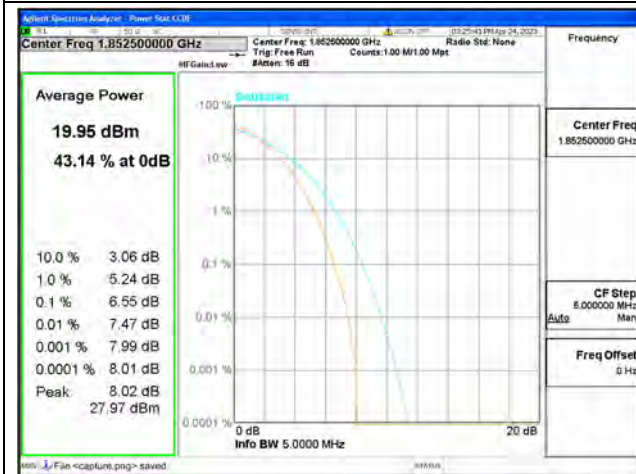 Agilent Spectrum Analyzer - Power Stat CCDF
03:25:43 PM Apr 24, 2023
Center Freq 1.852500000 GHz
Center Freq: 1.852500000 GHz
Radio Std: None
Trig: Free Run
Counts:1.00 M/1.00 Mpt
#IFGain:Low
#Atten: 16 dB
Frequency
Average Power
19.95 dBm
43.14 % at 0dB
10.0 % 3.06 dB
1.0 % 5.24 dB
0.1 % 6.55 dB
0.01 % 7.47 dB
0.001 % 7.99 dB
0.0001 % 8.01 dB
Peak 8.02 dB
27.97 dBm
Gaussian
100 %
10 %
1 %
0.1 %
0.01 %
0.001 %
0.0001 %
0 dB
20 dB
Info BW 5.0000 MHz
Center Freq
1.852500000 GHz
CF Step
5.000000 MHz
Auto Man
Freq Offset
0 Hz
MSG File <capture.png> saved
STATUS